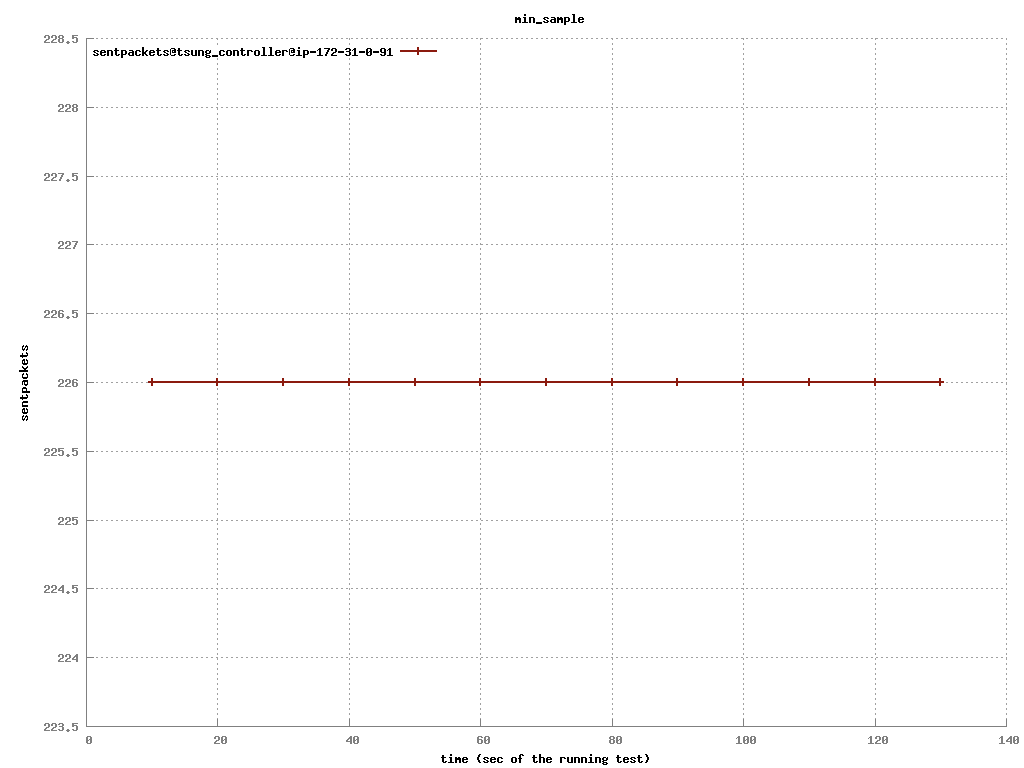 min_sample
sentpackets@tsung_controller@ip-172-31-0-91
228.5
228
227.5
227
226.5
226
225.5
225
224.5
224
223.5
sentpackets
0 20 40 60 80 100 120 140
time (sec of the running test)